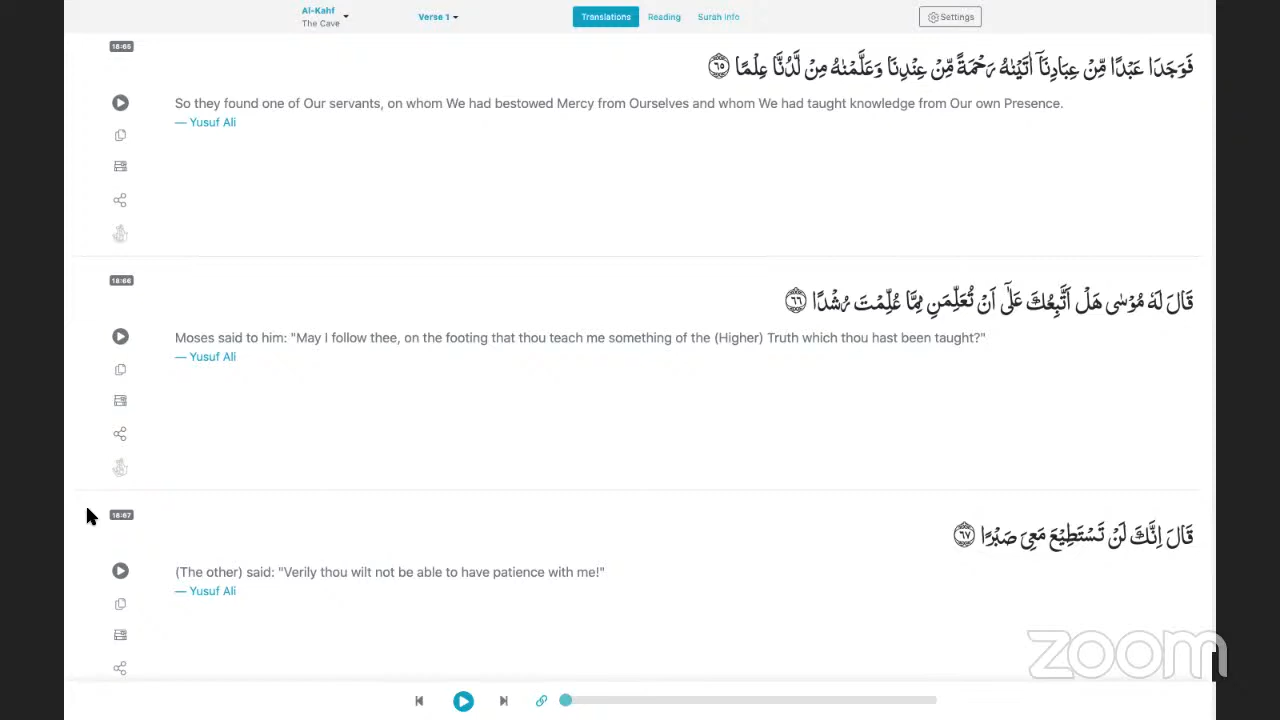 Al-Kahf
The Cave
Verse 1
Translations
Reading
Surah Info
Settings
18:65
فَوَجَدَا عَبْدًا مِّنْ عِبَادِنَآ اٰتَيْنٰهُ رَحْمَةً مِّنْ عِنْدِنَا وَعَلَّمْنٰهُ مِنْ لَّدُنَّا عِلْمًا ٦٥
So they found one of Our servants, on whom We had bestowed Mercy from Ourselves and whom We had taught knowledge from Our own Presence.
— Yusuf Ali
18:66
قَالَ لَهٗ مُوْسٰى هَلْ اَتَّبِعُكَ عَلٰٓى اَنْ تُعَلِّمَنِ مِمَّا عُلِّمْتَ رُشْدًا ٦٦
Moses said to him: "May I follow thee, on the footing that thou teach me something of the (Higher) Truth which thou hast been taught?"
— Yusuf Ali
18:67
قَالَ اِنَّكَ لَنْ تَسْتَطِيْعَ مَعِىَ صَبْرًا ٦٧
(The other) said: "Verily thou wilt not be able to have patience with me!"
— Yusuf Ali
zoom